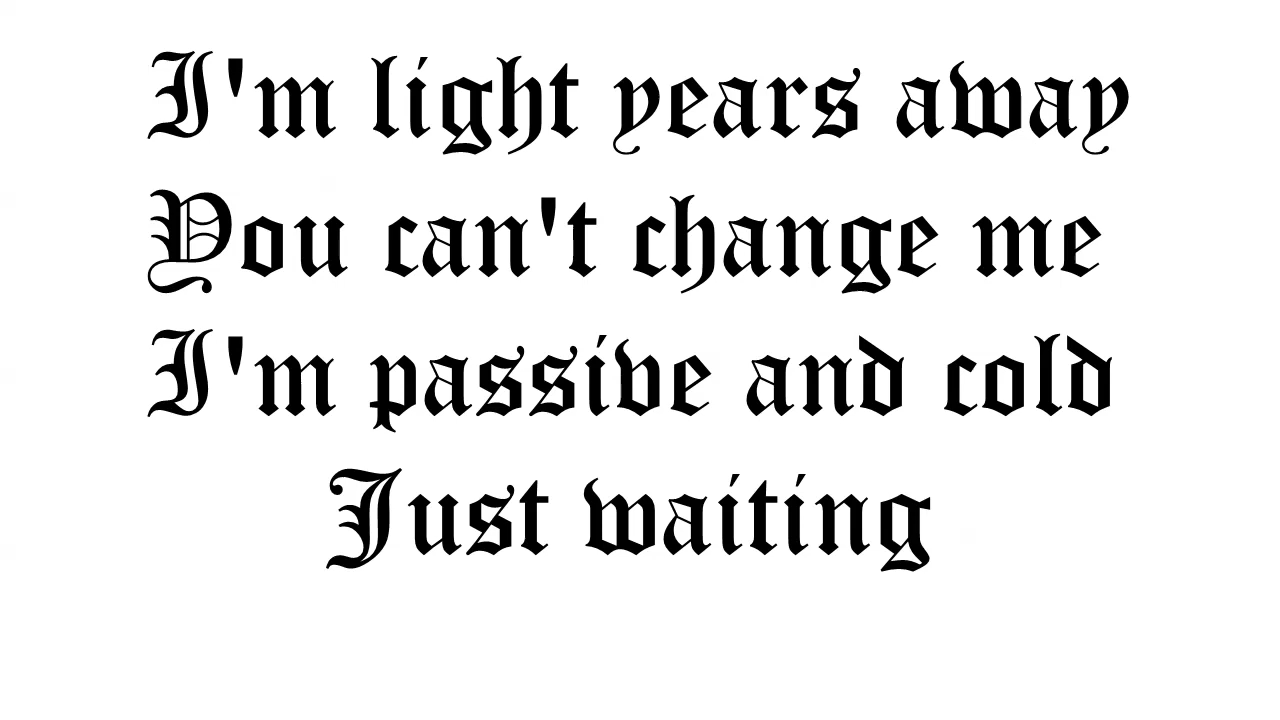 I'm light years away
You can't change me
I'm passive and cold
Just waiting